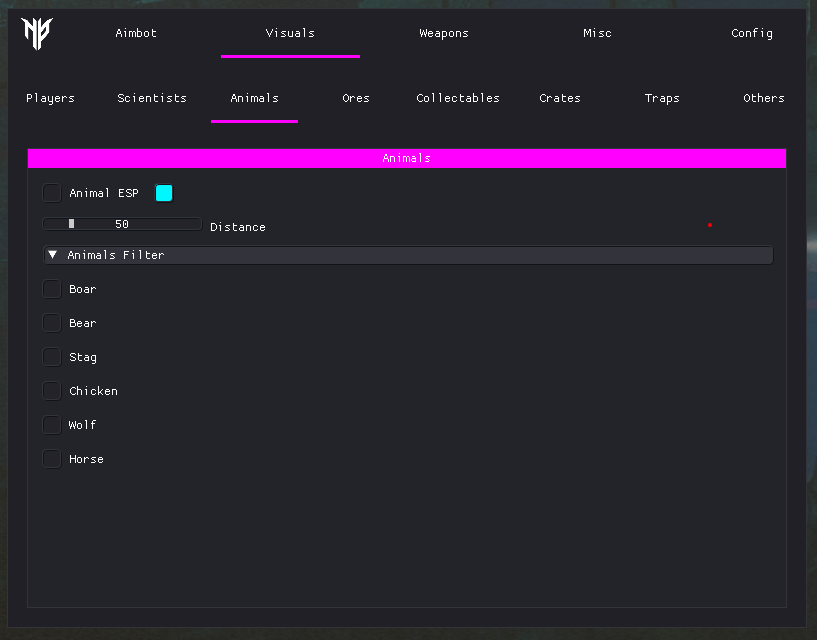 Aimbot Visuals Weapons Misc Config
Players Scientists Animals Ores Collectables Crates Traps Others
Animals
Animal ESP
50 Distance
Animals Filter
Boar
Bear
Stag
Chicken
Wolf
Horse